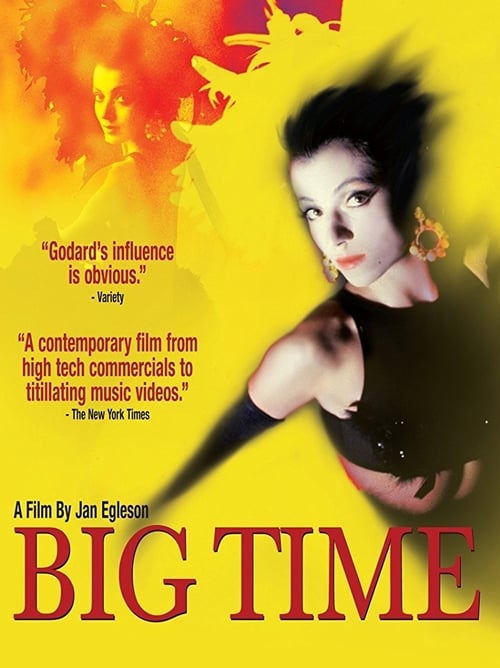 “Godard’s influence
is obvious.”
- Variety
“A contemporary film from
high tech commercials to
titillating music videos.”
- The New York Times
A Film By Jan Egleson
BIG TIME